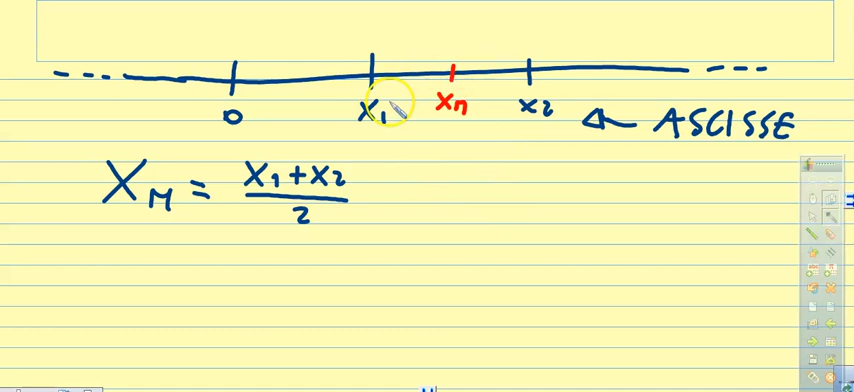 0 x₁ xₘ x₂ ← ASCISSE
Xₘ = (x₁+x₂)/2